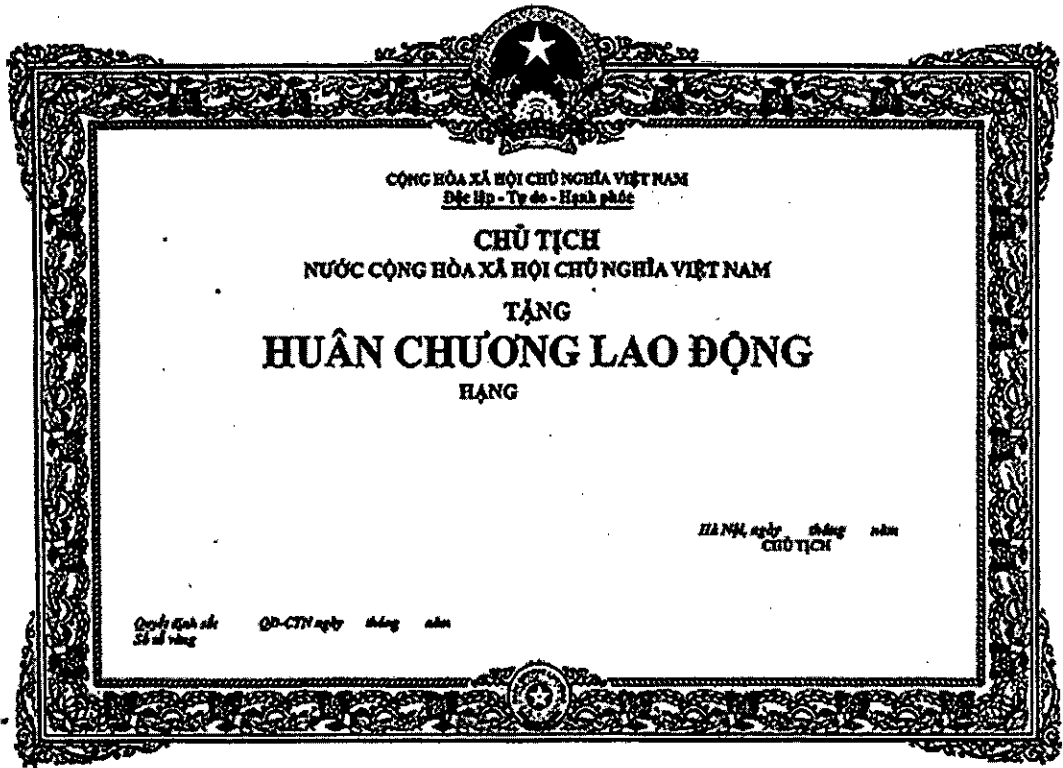 CỘNG HÒA XÃ HỘI CHỦ NGHĨA VIỆT NAM
Độc lập - Tự do - Hạnh phúc
CHỦ TỊCH
NƯỚC CỘNG HÒA XÃ HỘI CHỦ NGHĨA VIỆT NAM
TẶNG
HUÂN CHƯƠNG LAO ĐỘNG
HẠNG
Hà Nội, ngày tháng năm
CHỦ TỊCH
Quyết định số: QĐ-CTN ngày tháng năm
Số sổ vàng